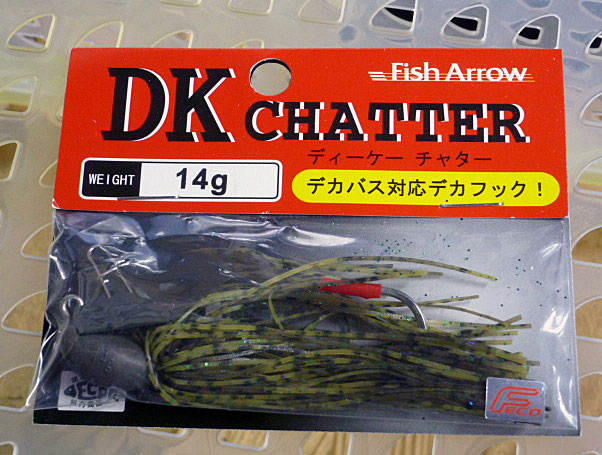 Fish Arrow
DK CHATTER
ディーケー チャター
WEIGHT 14g
デカバス対応デカフック!
FECO